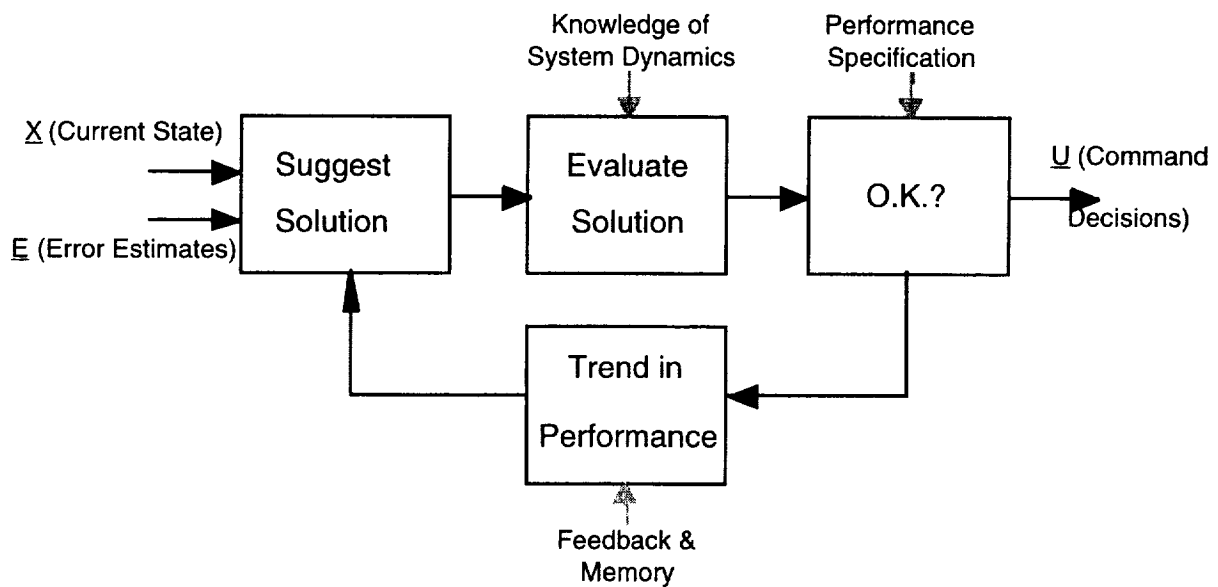 Knowledge of
System Dynamics
Performance
Specification
X (Current State)
E (Error Estimates)
Suggest
Solution
Evaluate
Solution
O.K.?
U (Command
Decisions)
Trend in
Performance
Feedback &
Memory